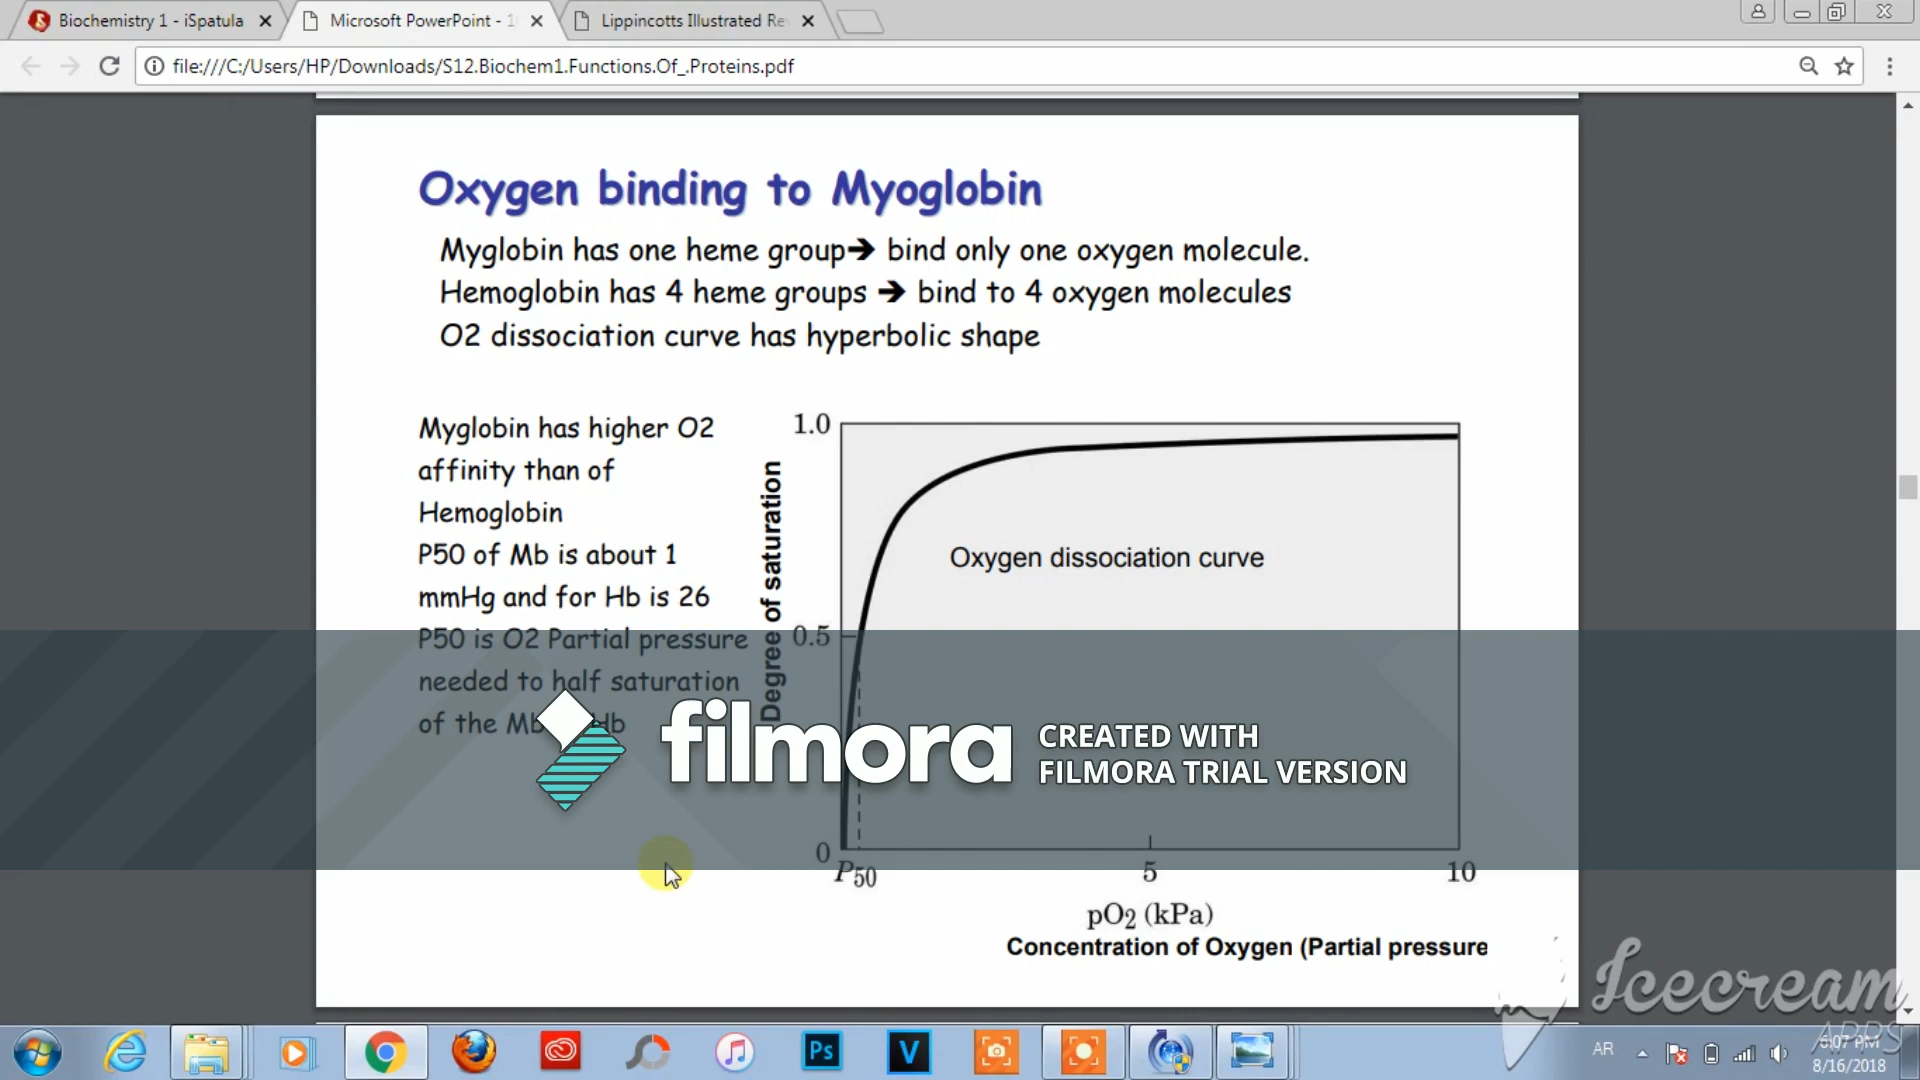 Biochemistry 1 - iSpatula
Microsoft PowerPoint - 1
Lippincotts Illustrated Re
file:///C:/Users/HP/Downloads/S12.Biochem1.Functions.Of_.Proteins.pdf
Oxygen binding to Myoglobin
Myglobin has one heme group➔ bind only one oxygen molecule.
Hemoglobin has 4 heme groups ➔ bind to 4 oxygen molecules
O2 dissociation curve has hyperbolic shape
Myglobin has higher O2
affinity than of
Hemoglobin
P50 of Mb is about 1
mmHg and for Hb is 26
P50 is O2 Partial pressure
needed to half saturation
of the Mb Hb
Degree of saturation
1.0
0.5
0
Oxygen dissociation curve
P50
5
10
pO2 (kPa)
Concentration of Oxygen (Partial pressure
filmora
CREATED WITH
FILMORA TRIAL VERSION
Icecream
APPS
Ps
V
AR
6:07 PM
8/16/2018